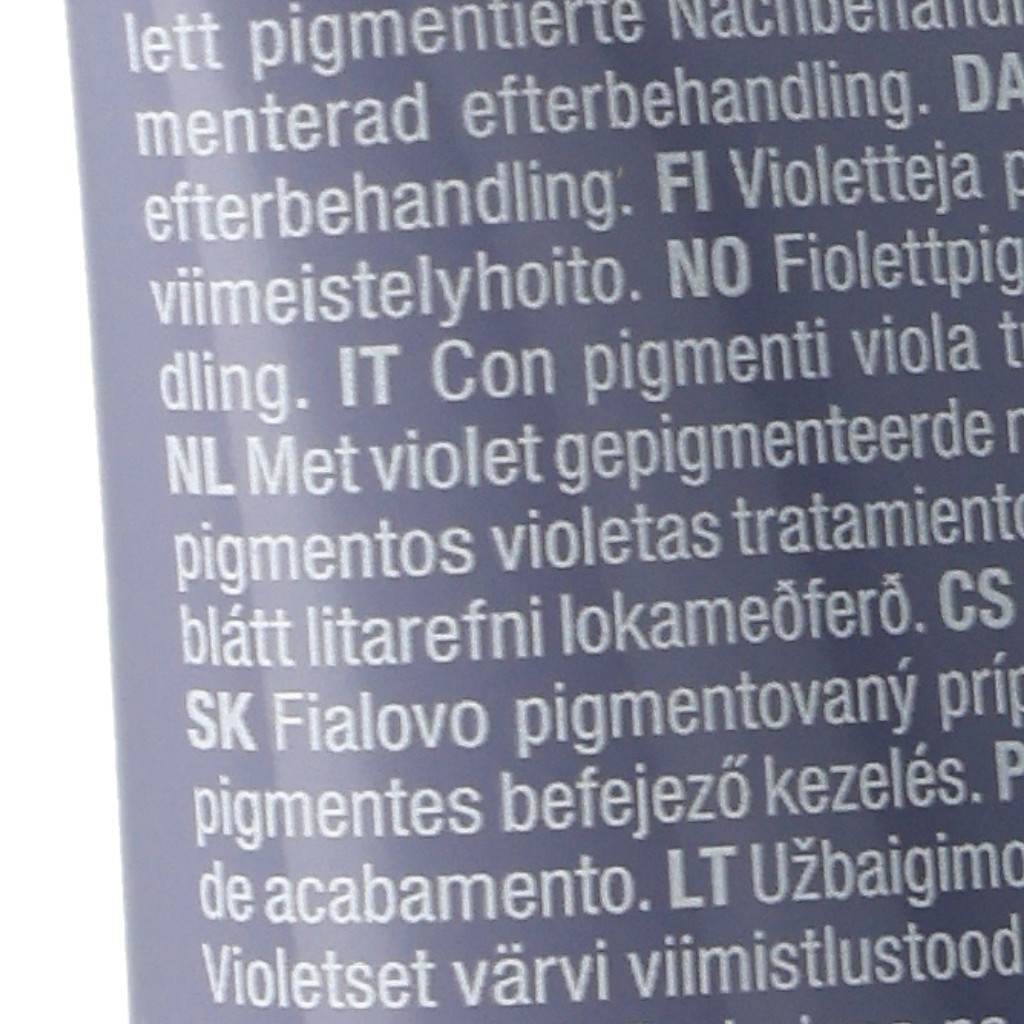 lett pigmentierte Nachbehandl
menterad efterbehandling. DA
efterbehandling. FI Violetteja p
viimeistelyhoito. NO Fiolettpig
dling. IT Con pigmenti viola tr
NL Met violet gepigmenteerde n
pigmentos violetas tratamiento
blátt litarefni lokameðferð. CS
SK Fialovo pigmentovaný príp
pigmentes befejező kezelés. P
de acabamento. LT Užbaigimo
Violetset värvi viimistlustood